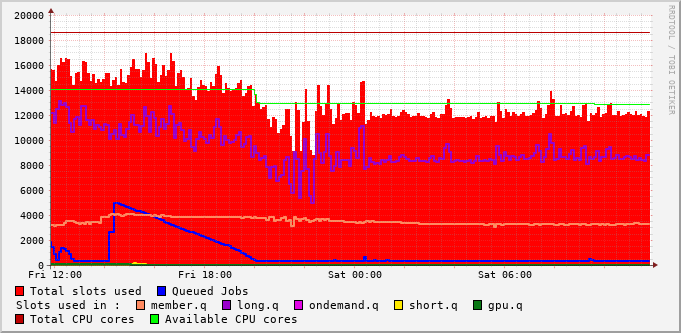 20000
18000
16000
14000
12000
10000
8000
6000
4000
2000
0
Fri 12:00 Fri 18:00 Sat 00:00 Sat 06:00
RRDTOOL / TOBI OETIKER
Total slots used Queued Jobs
Slots used in : member.q long.q ondemand.q short.q gpu.q
Total CPU cores Available CPU cores